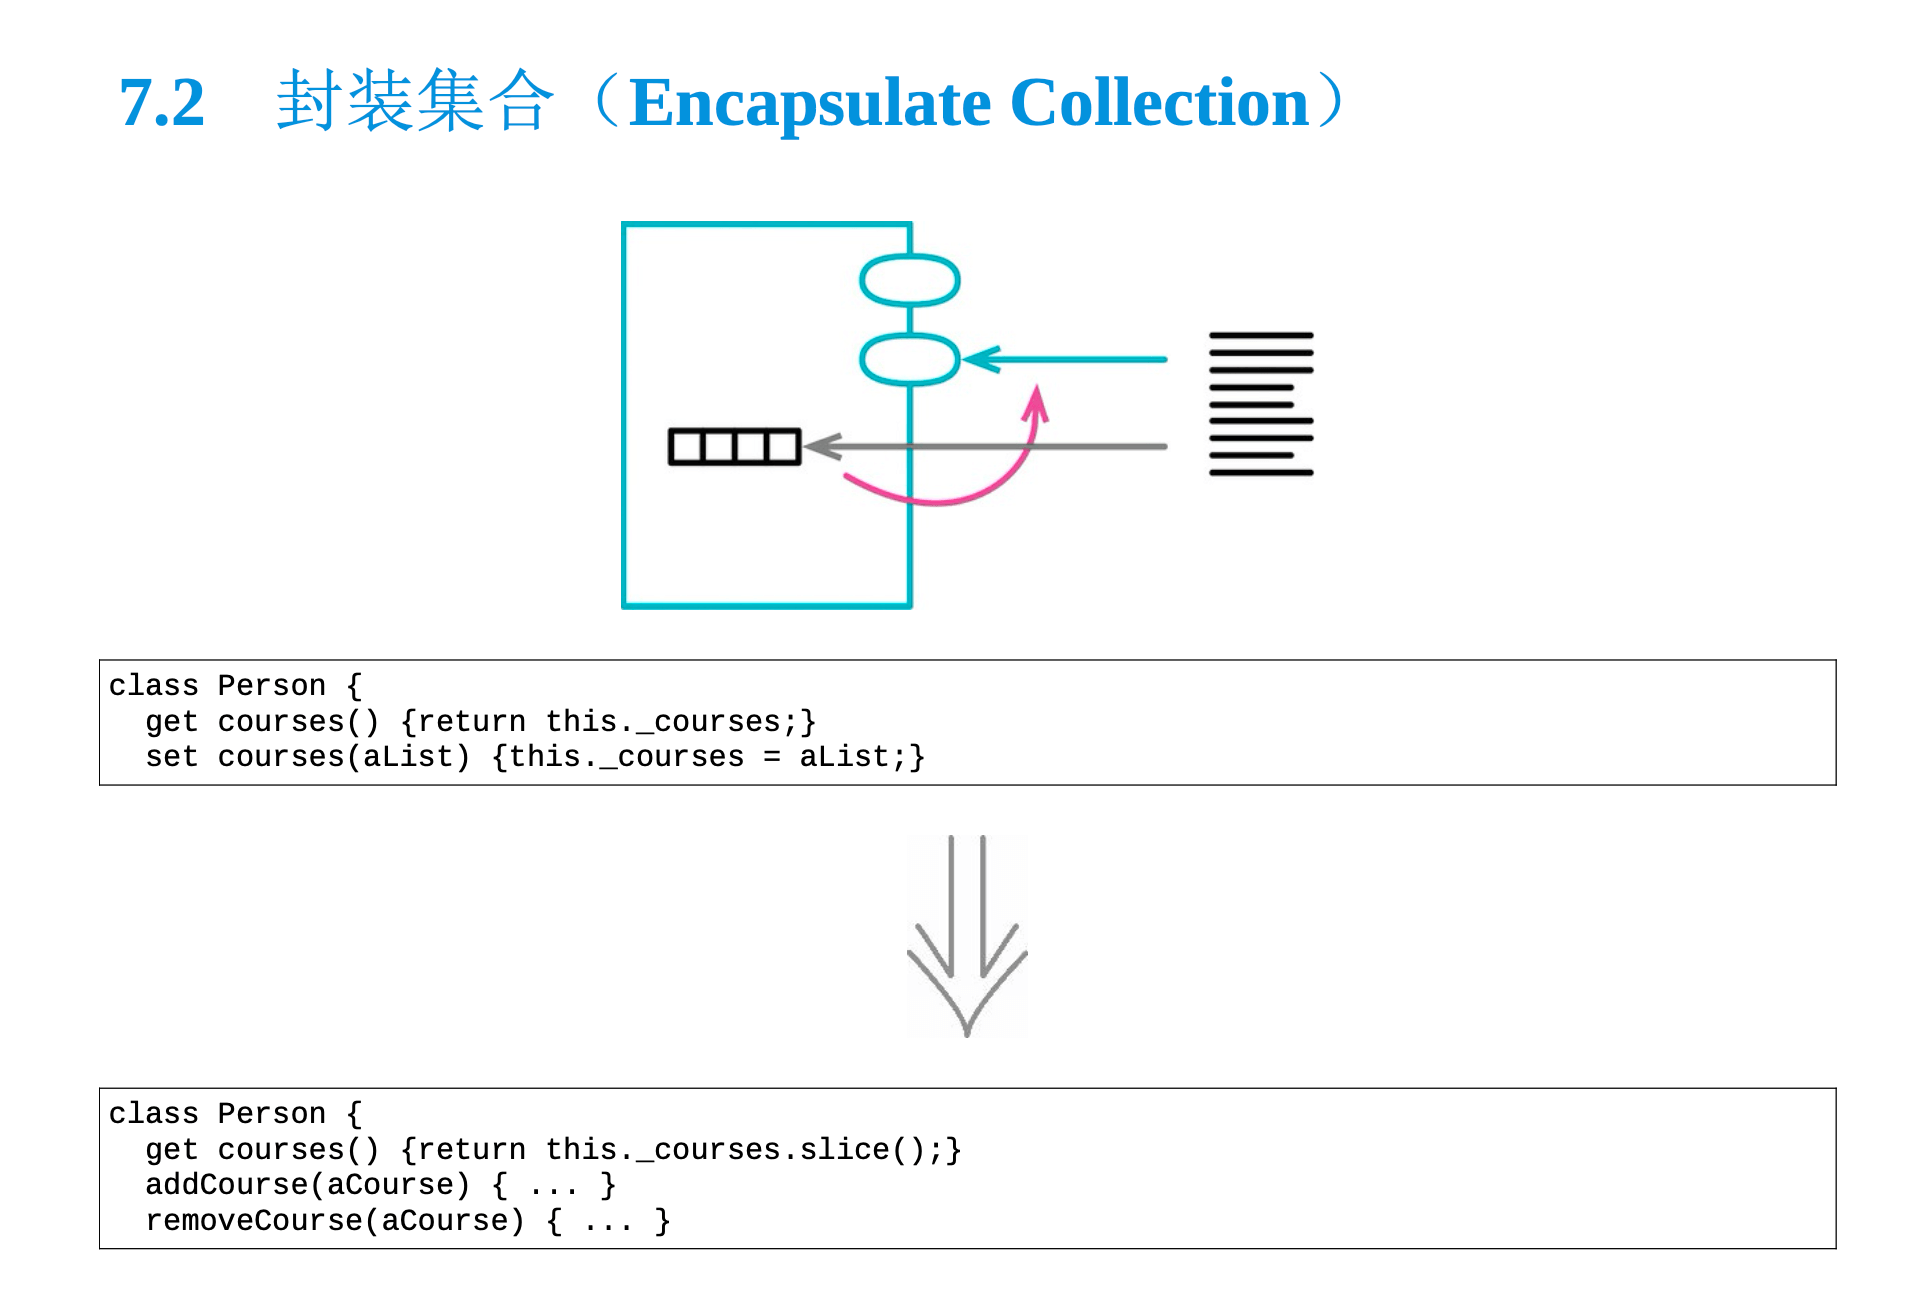 7.2 封装集合（Encapsulate Collection）
class Person {
  get courses() {return this._courses;}
  set courses(aList) {this._courses = aList;}
class Person {
  get courses() {return this._courses.slice();}
  addCourse(aCourse) { ... }
  removeCourse(aCourse) { ... }